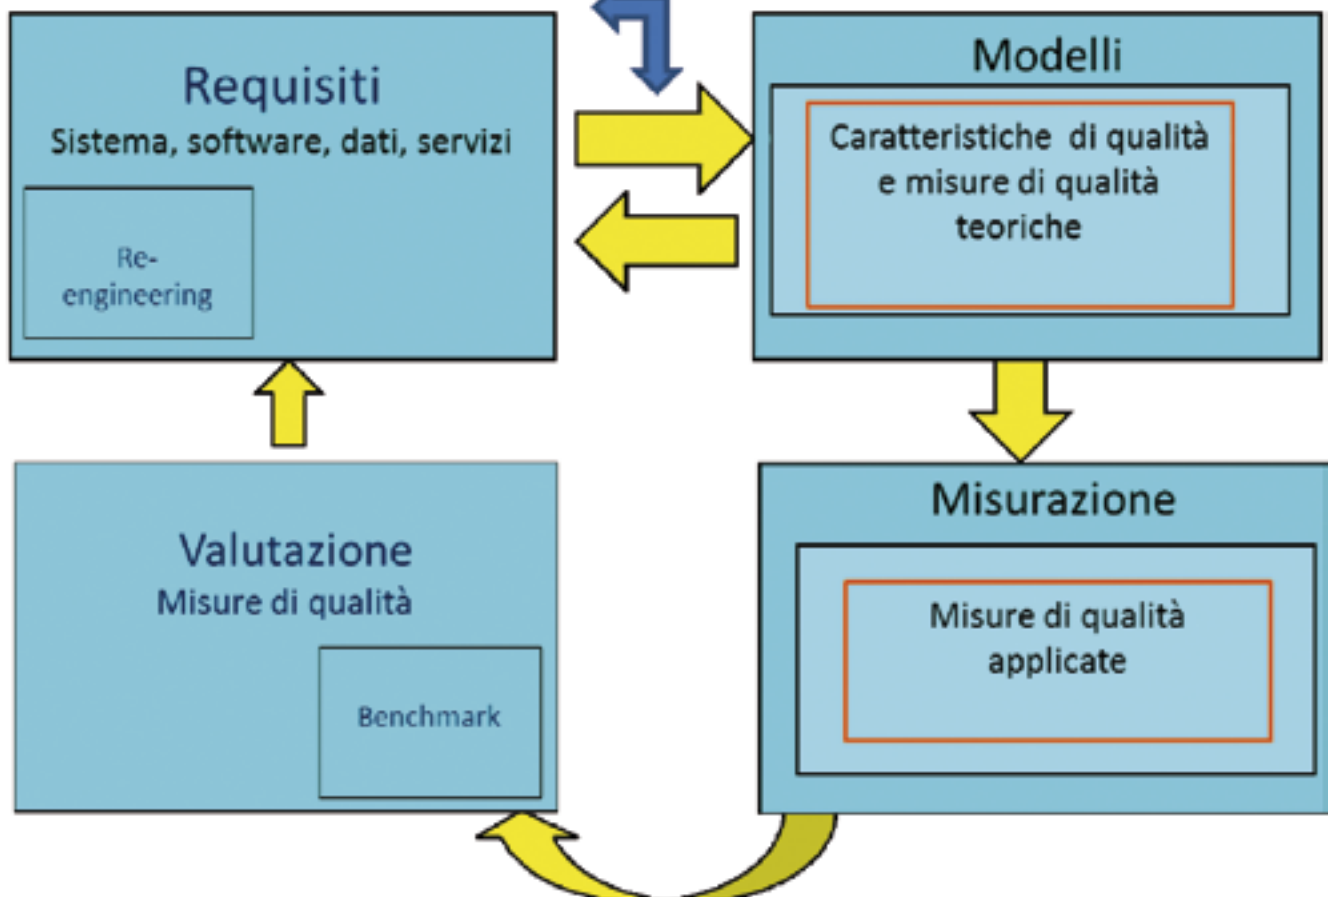 Requisiti
Sistema, software, dati, servizi
Re-
engineering
Modelli
Caratteristiche di qualità
e misure di qualità
teoriche
Valutazione
Misure di qualità
Benchmark
Misurazione
Misure di qualità
applicate